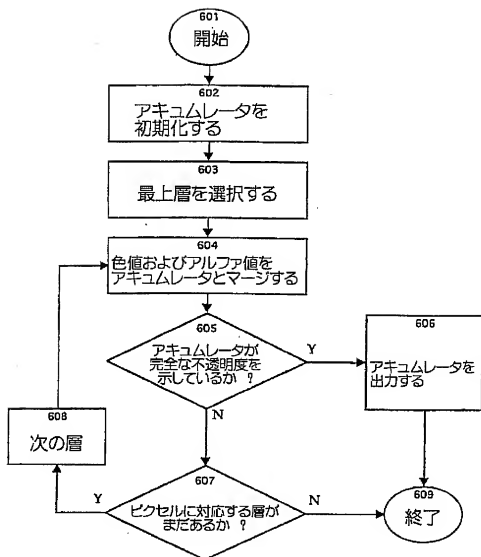 601
開始
602
アキュムレータを
初期化する
603
最上層を選択する
604
色値およびアルファ値を
アキュムレータとマージする
605
アキュムレータが
完全な不透明度を
示しているか ?
Y
N
606
アキュムレータを
出力する
608
次の層
607
ピクセルに対応する層が
まだあるか ?
Y
N
609
終了